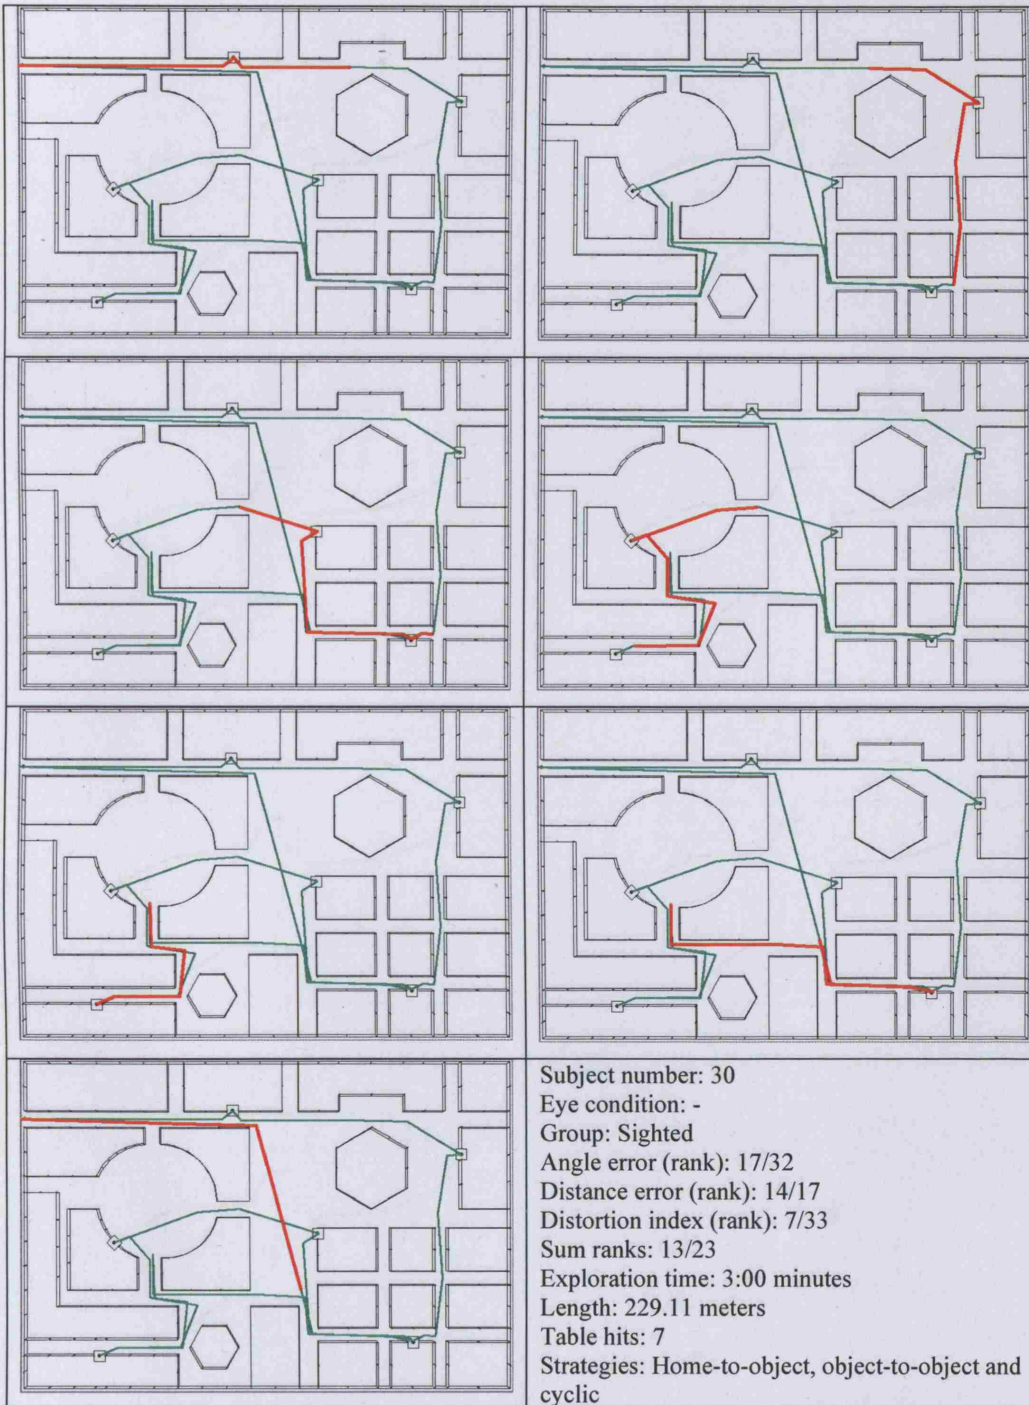 Subject number: 30
Eye condition: -
Group: Sighted
Angle error (rank): 17/32
Distance error (rank): 14/17
Distortion index (rank): 7/33
Sum ranks: 13/23
Exploration time: 3:00 minutes
Length: 229.11 meters
Table hits: 7
Strategies: Home-to-object, object-to-object and
cyclic